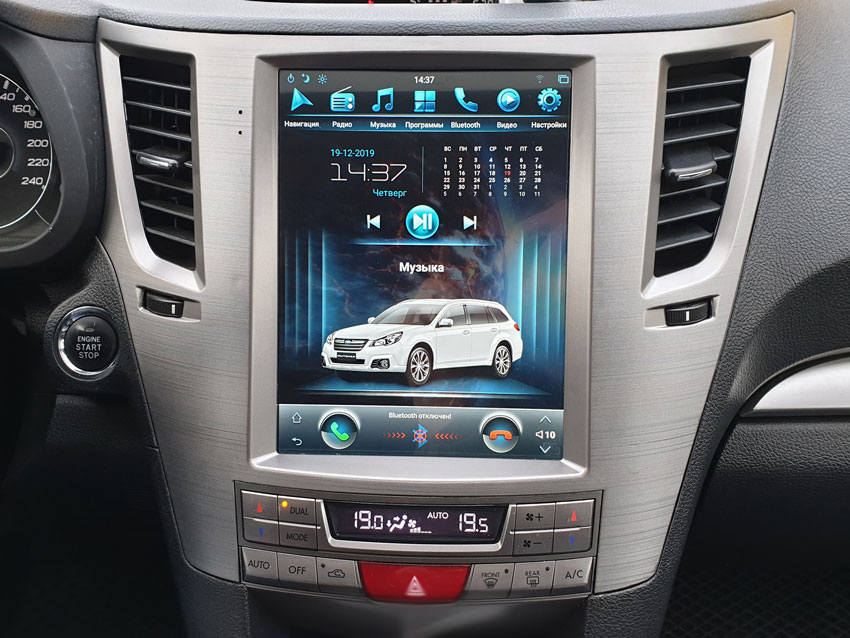 140
160
180
200
220
240
14:37
Навигация Радио Музыка Программы Bluetooth Видео Настройки
19-12-2019
14:37
Четверг
ВС ПН ВТ СР ЧТ ПТ СБ
1 2 3 4 5 6 7
8 9 10 11 12 13 14
15 16 17 18 19 20 21
22 23 24 25 26 27 28
29 30 31 1 2 3 4
5 6 7 8 9 10 11
Музыка
OUTBACK
Bluetooth отключен!
10
ENGINE
START
STOP
DUAL
MODE
19.0 AUTO 19.5
AUTO OFF
FRONT REAR A/C